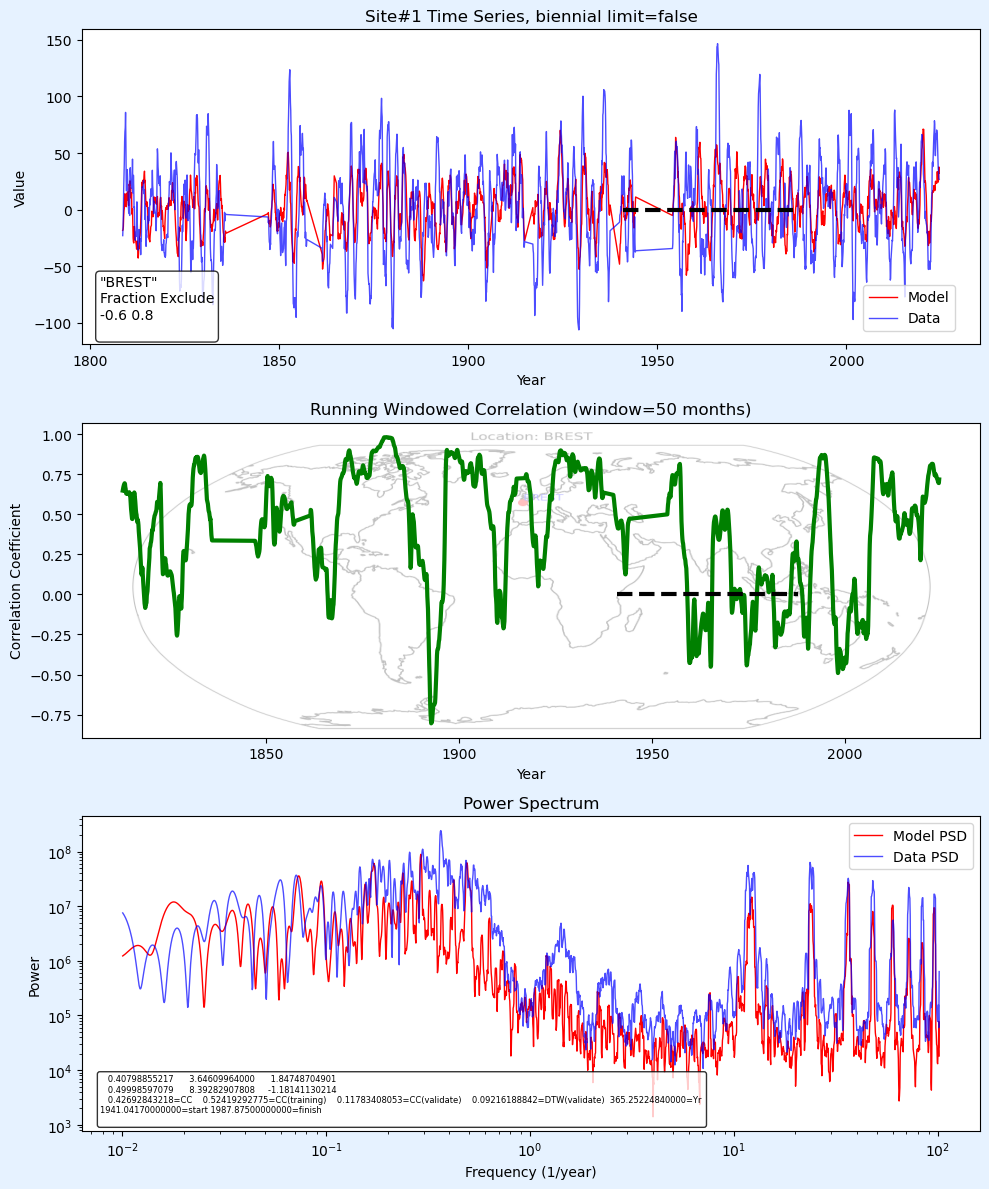 Site#1 Time Series, biennial limit=false
150
100
50
0
−50
−100
Value
"BREST"
Fraction Exclude
-0.6 0.8
Model
Data
1800
1850
1900
1950
2000
Year
Running Windowed Correlation (window=50 months)
1.00
0.75
0.50
0.25
0.00
−0.25
−0.50
−0.75
Correlation Coefficient
Location: BREST
1850
1900
1950
2000
Year
Power Spectrum
10^8
10^7
10^6
10^5
10^4
10^3
Power
Model PSD
Data PSD
0.40798855217 3.64609964000 1.84748704901
0.49998597079 8.39282907808 -1.18141130214
0.42692843218=CC 0.52419292775=CC(training) 0.11783408053=CC(validate) 0.09216188842=DTW(validate) 365.25224840000=Yr
1941.04170000000=start 1987.87500000000=finish
10^−2
10^−1
10^0
10^1
10^2
Frequency (1/year)